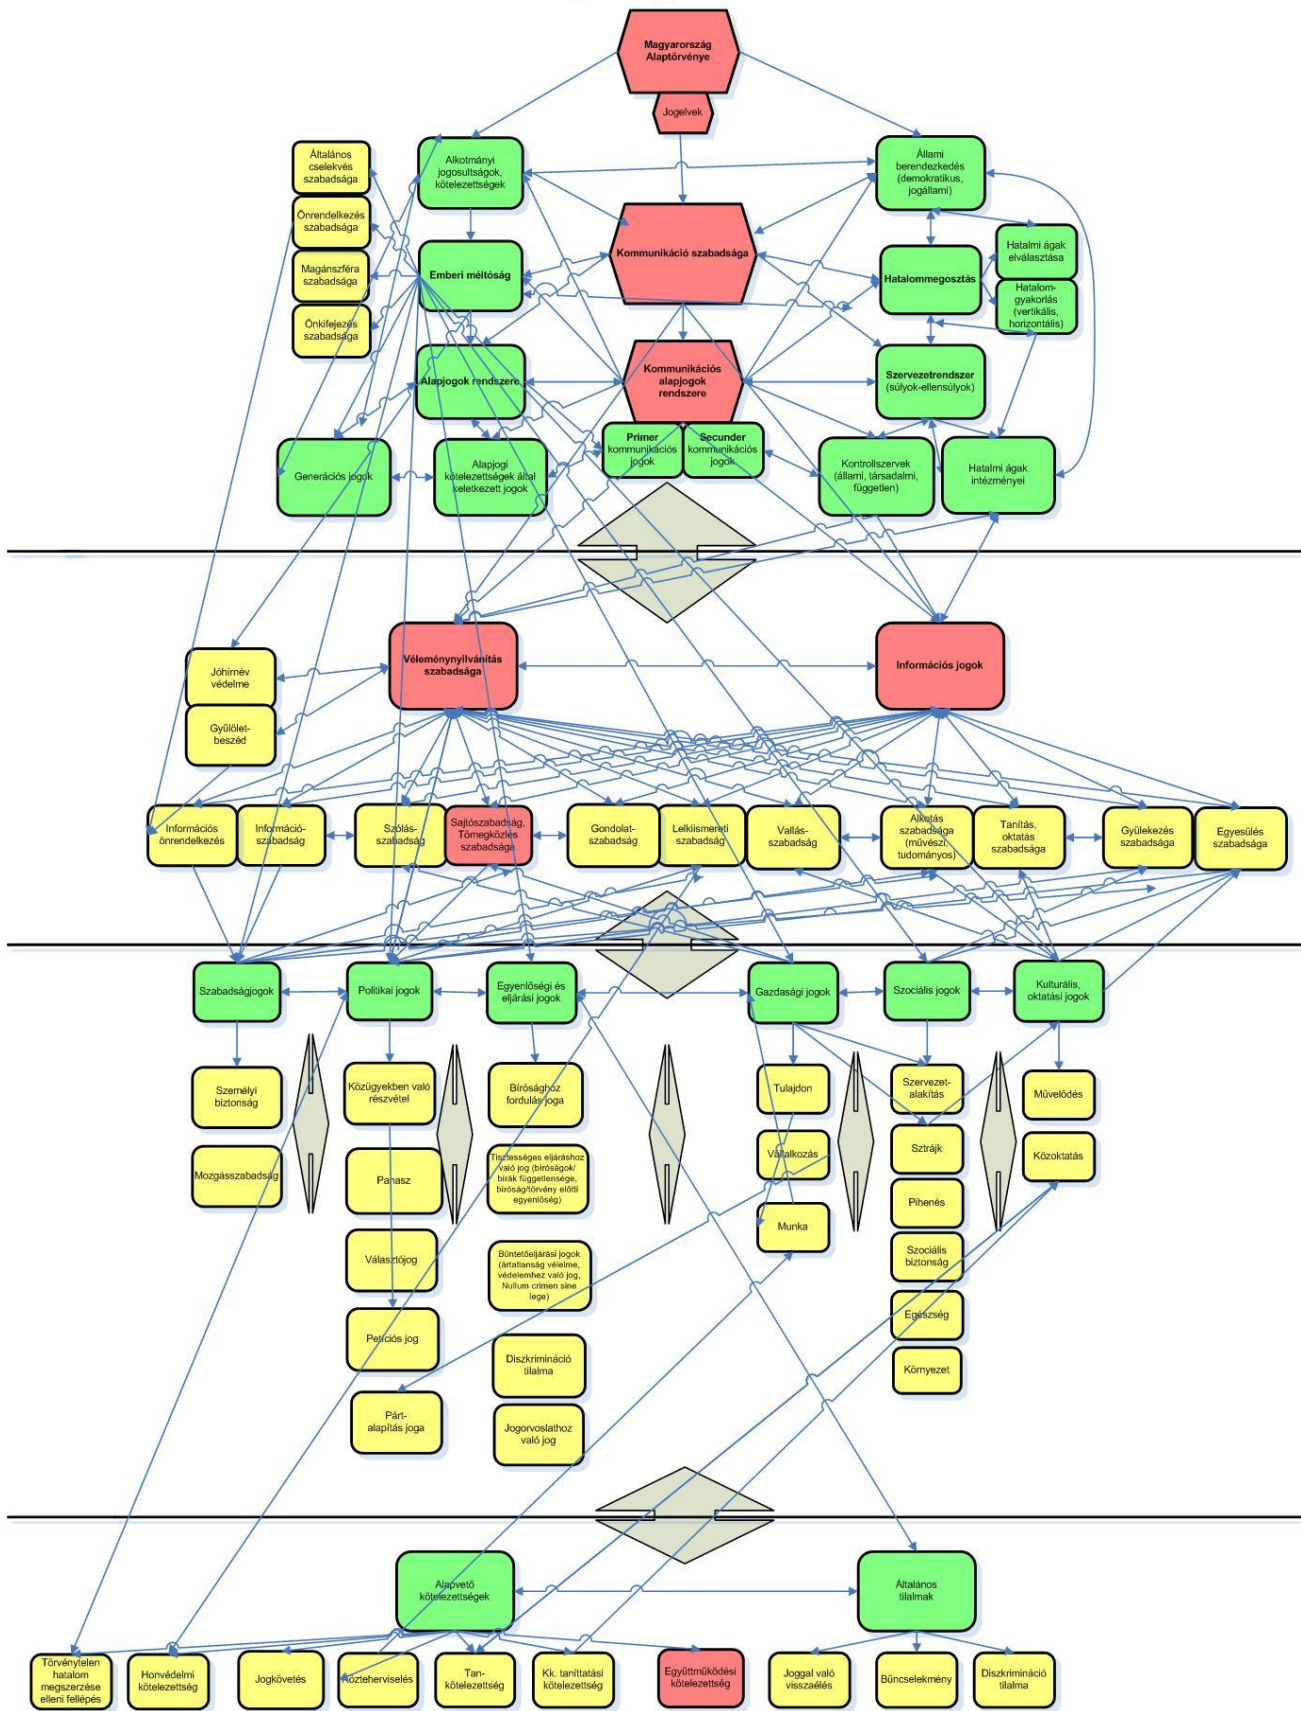 Magyarország
Alaptörvénye
Jogelvek
Általános
cselekvés
szabadsága
Alkotmányi
jogosultságok,
kötelezettségek
Állami
berendezkedés
(demokratikus,
jogállami)
Önrendelkezés
szabadsága
Magánszféra
szabadsága
Önkifejezés
szabadsága
Emberi méltóság
Kommunikáció szabadsága
Hatalommegosztás
Hatalmi ágak
elválasztása
Hatalom-
gyakorlás
(vertikális,
horizontális)
Alapjogok rendszere
Kommunikációs
alapjogok
rendszere
Szervezetrendszer
(súlyok-ellensúlyok)
Generációs jogok
Alapjogi
kötelezettségek által
keletkezett jogok
Primer
kommunikációs
jogok
Secunder
kommunikációs
jogok
Kontrollszervek
(állami, társadalmi,
független)
Hatalmi ágak
intézményei
Jóhírnév
védelme
Gyűlölet-
beszéd
Véleménynyilvánítás
szabadsága
Információs jogok
Információs
önrendelkezés
Információ-
szabadság
Szólás-
szabadság
Sajtószabadság,
Tömegközlés
szabadsága
Gondolat-
szabadság
Lelkiismereti
szabadság
Vallás-
szabadság
Alkotás
szabadsága
(művészi,
tudományos)
Tanítás,
oktatás
szabadsága
Gyülekezés
szabadsága
Egyesülés
szabadsága
Szabadságjogok
Politikai jogok
Egyenlőségi és
eljárási jogok
Gazdasági jogok
Szociális jogok
Kulturális,
oktatási jogok
Személyi
biztonság
Mozgásszabadság
Közügyekben való
részvétel
Panasz
Választójog
Petíciós jog
Párt-
alapítás joga
Bírósághoz
fordulás joga
Tisztességes eljáráshoz
való jog (bíróságok/
bírák függetlensége,
bíróság/törvény előtti
egyenlőség)
Büntetőeljárási jogok
(ártatlanság vélelme,
védelemhez való jog,
Nullum crimen sine
lege)
Diszkrimináció
tilalma
Jogorvoslathoz
való jog
Tulajdon
Vállalkozás
Munka
Szervezet-
alakítás
Sztrájk
Pihenés
Szociális
biztonság
Egészség
Környezet
Művelődés
Közoktatás
Alapvető
kötelezettségek
Általános
tilalmak
Törvénytelen
hatalom
megszerzése
elleni fellépés
Honvédelmi
kötelezettség
Jogkövetés
Közteherviselés
Tan-
kötelezettség
Kk. taníttatási
kötelezettség
Együttműködési
kötelezettség
Joggal való
visszaélés
Bűncselekmény
Diszkrimináció
tilalma